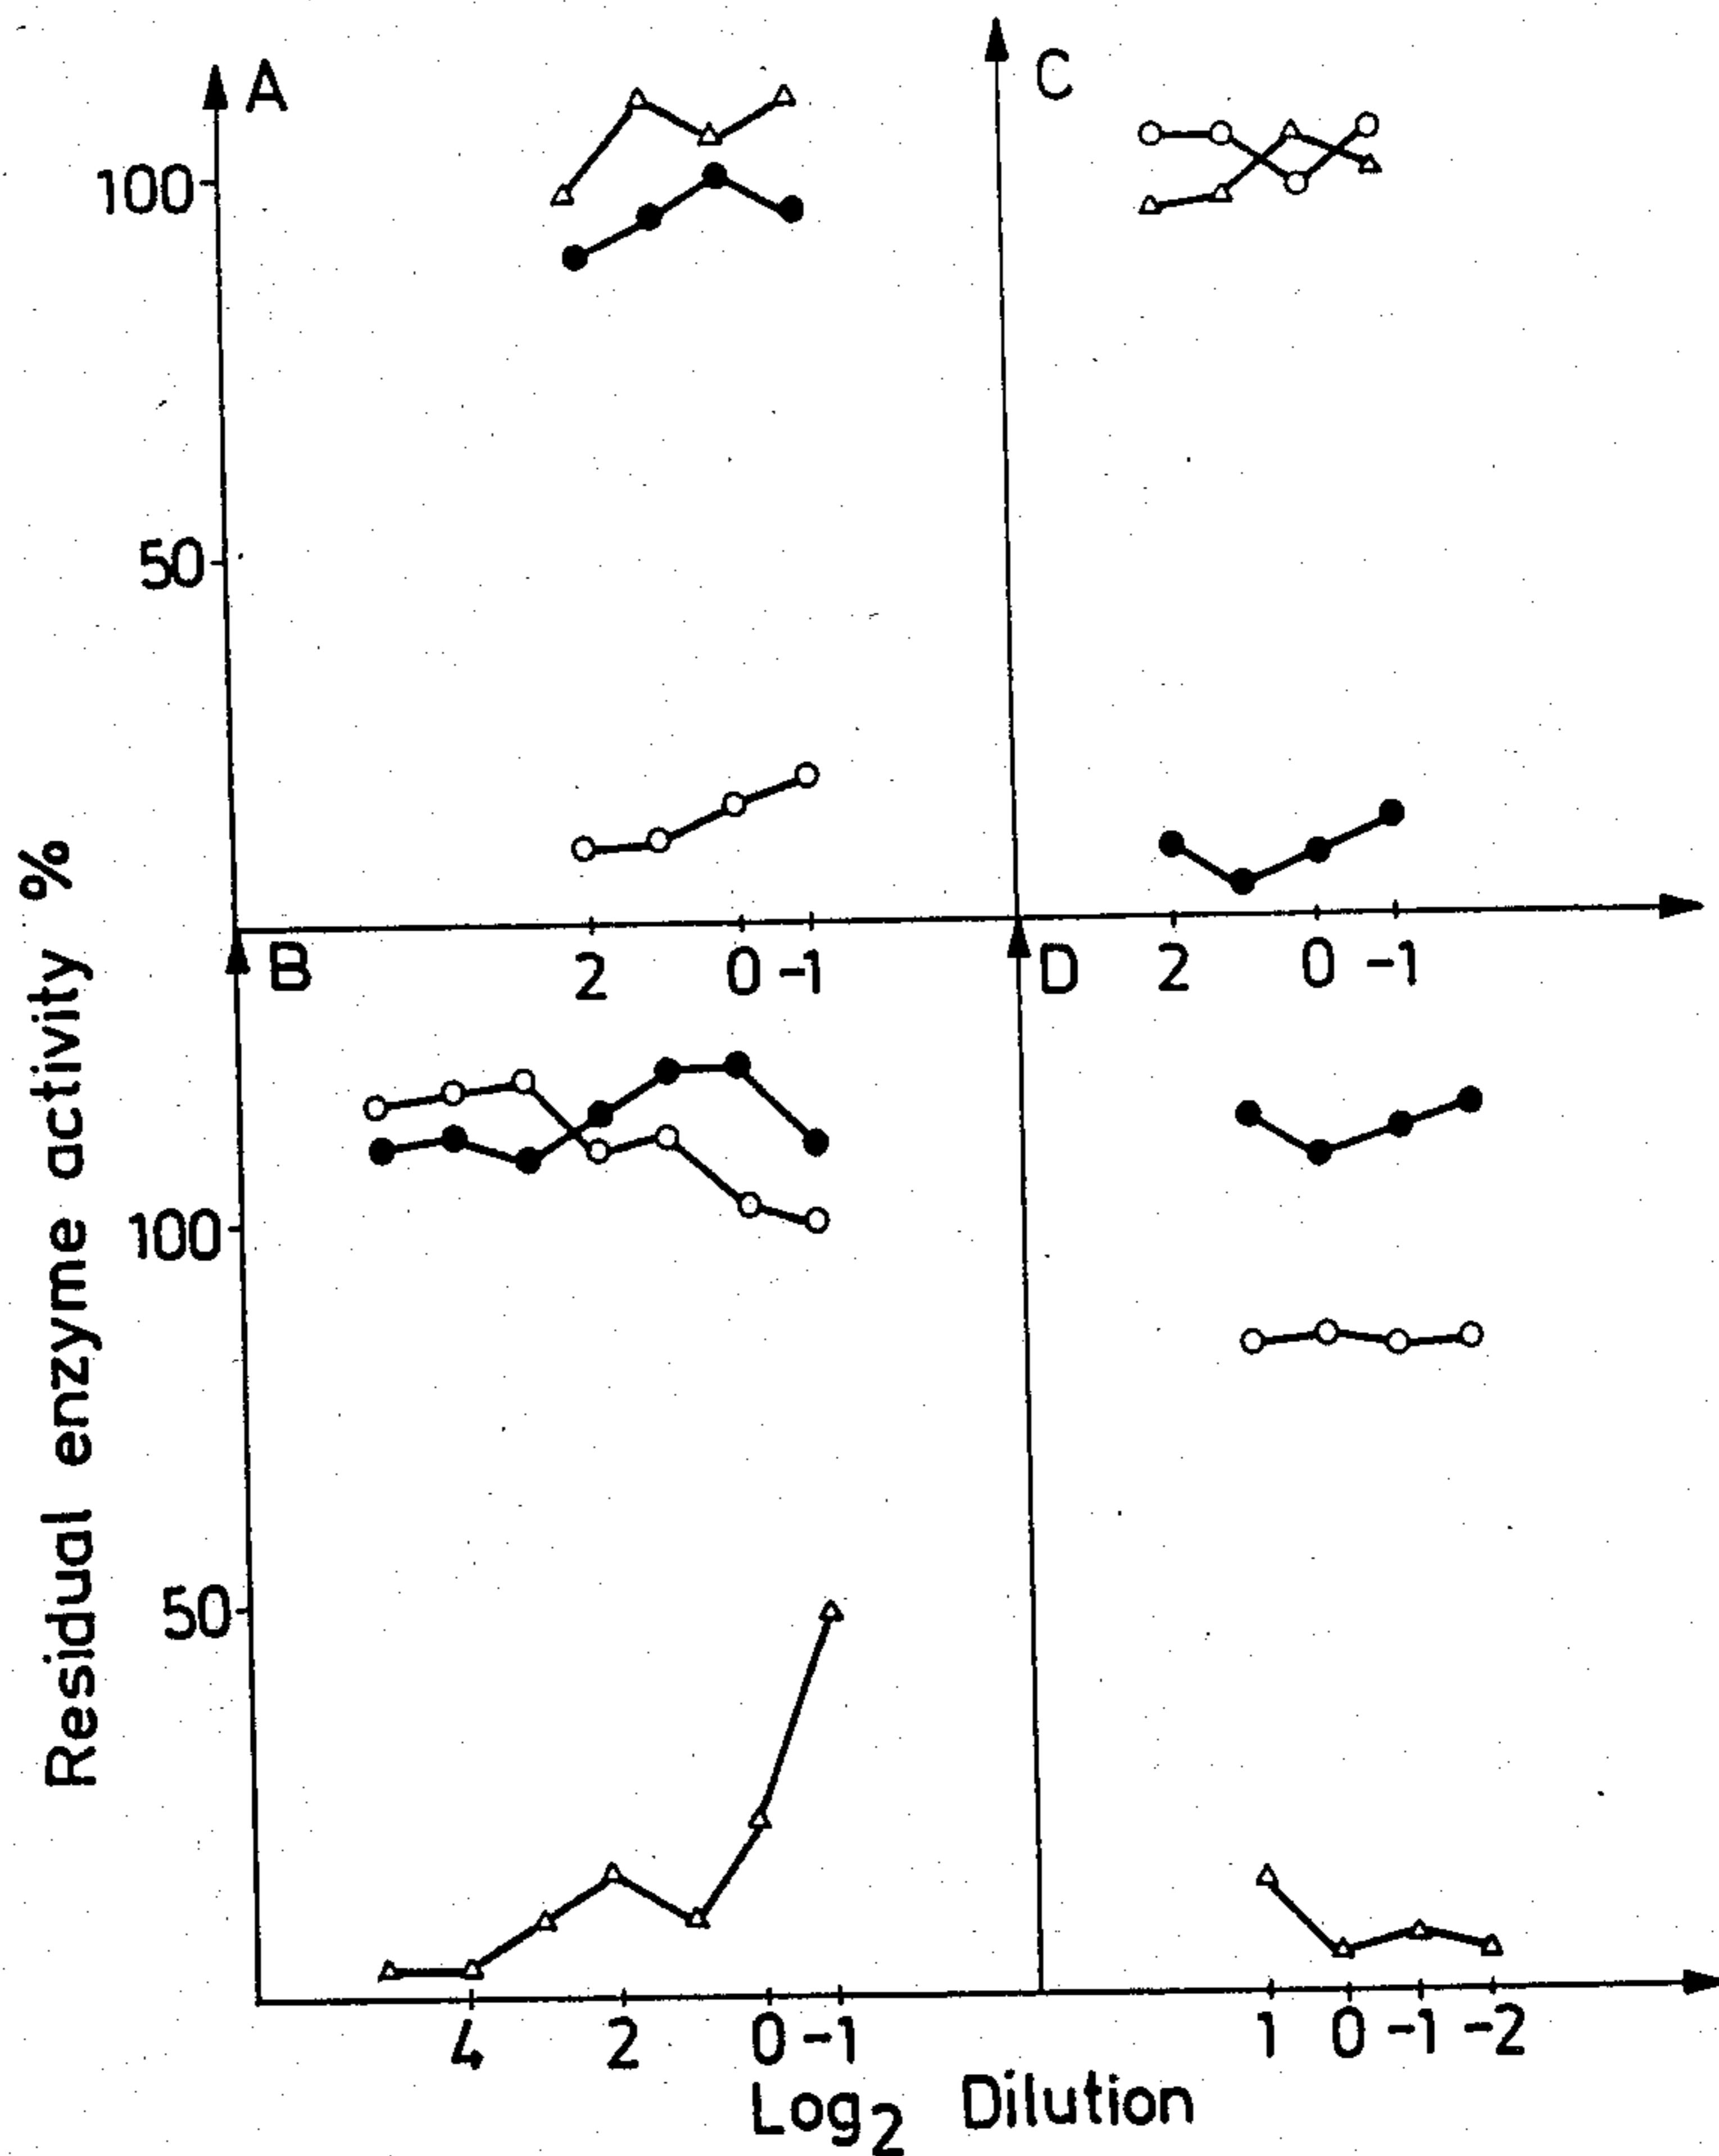 A
C
100
50
2 0 -1
2 0 -1
B
D
100
50
4 2 0 -1
1 0 -1 -2
Log2 Dilution
Residual enzyme activity %